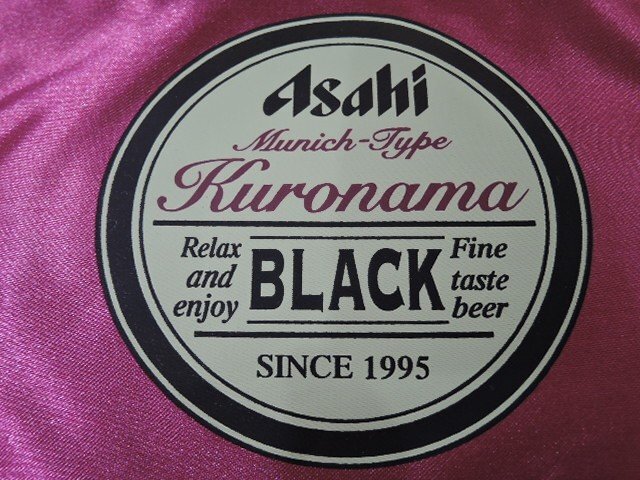 Asahi
Munich-Type
Kuronama
Relax and enjoy
BLACK
Fine taste beer
SINCE 1995